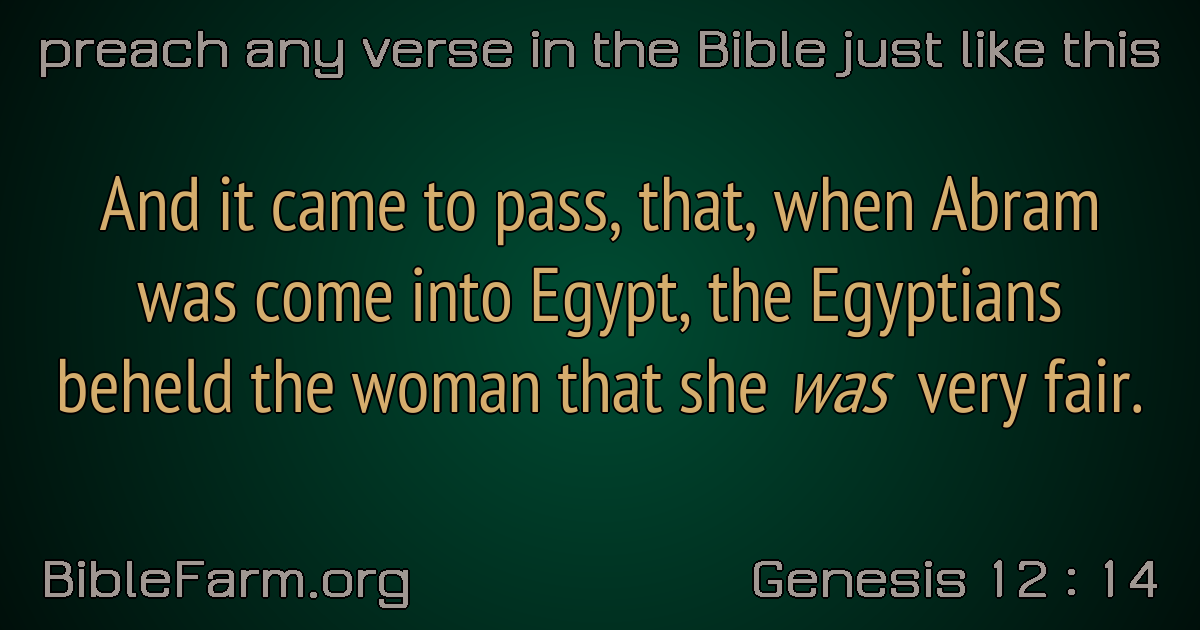 preach any verse in the Bible just like this
And it came to pass, that, when Abram
was come into Egypt, the Egyptians
beheld the woman that she was very fair.
BibleFarm.org
Genesis 12 : 14